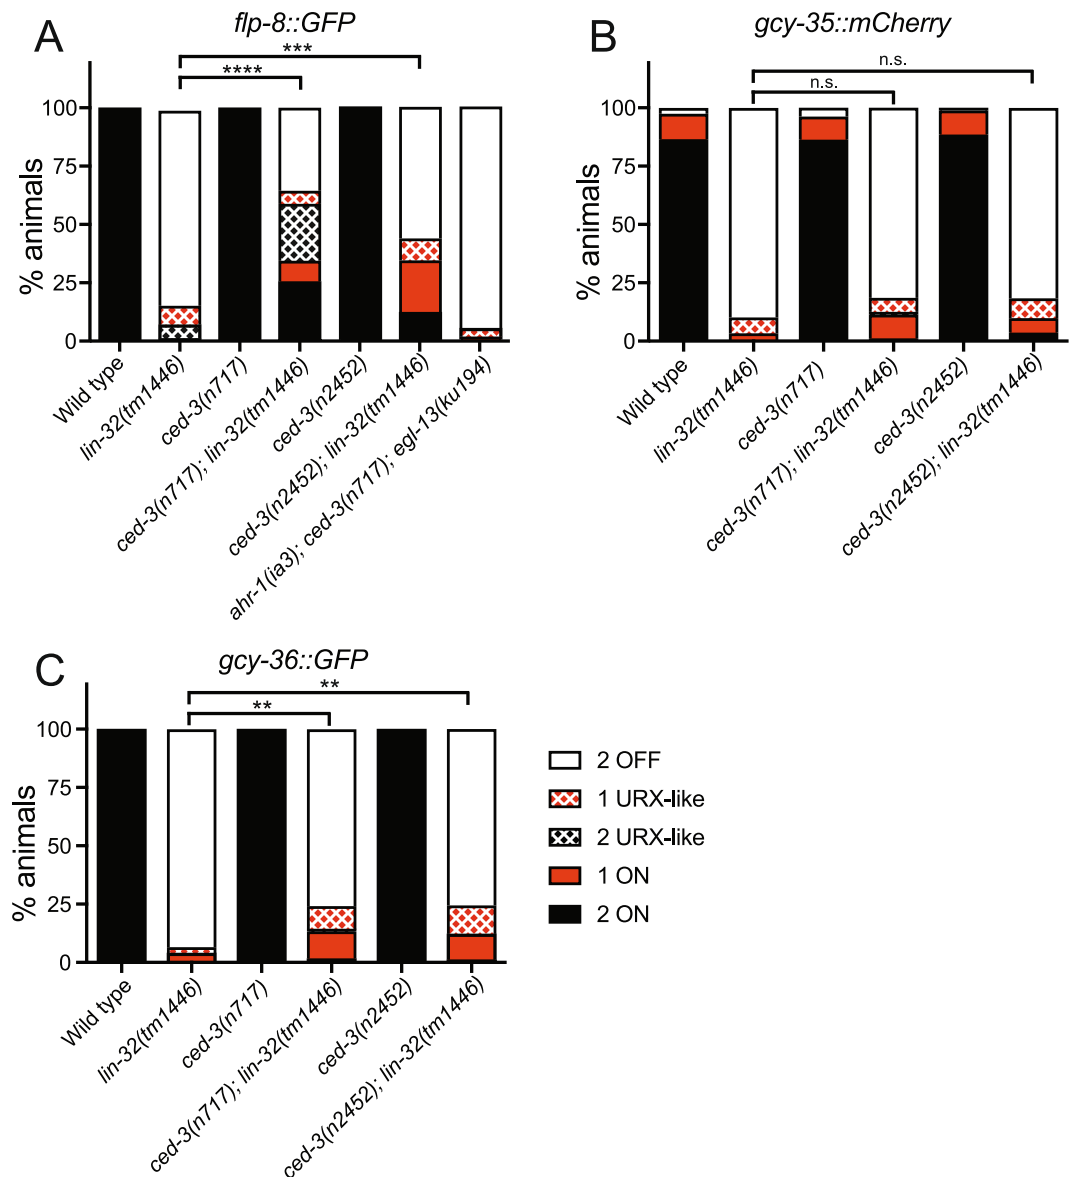 A
flp-8::GFP
***
****
100
75
50
25
0
% animals
Wild type
lin-32(tm1446)
ced-3(n717)
ced-3(n717); lin-32(tm1446)
ced-3(n2452)
ced-3(n2452); lin-32(tm1446)
ahr-1(ia3); ced-3(n717); egl-13(ku194)
B
gcy-35::mCherry
n.s.
n.s.
100
75
50
25
0
% animals
Wild type
lin-32(tm1446)
ced-3(n717)
ced-3(n717); lin-32(tm1446)
ced-3(n2452)
ced-3(n2452); lin-32(tm1446)
C
gcy-36::GFP
**
**
100
75
50
25
0
% animals
Wild type
lin-32(tm1446)
ced-3(n717)
ced-3(n717); lin-32(tm1446)
ced-3(n2452)
ced-3(n2452); lin-32(tm1446)
2 OFF
1 URX-like
2 URX-like
1 ON
2 ON